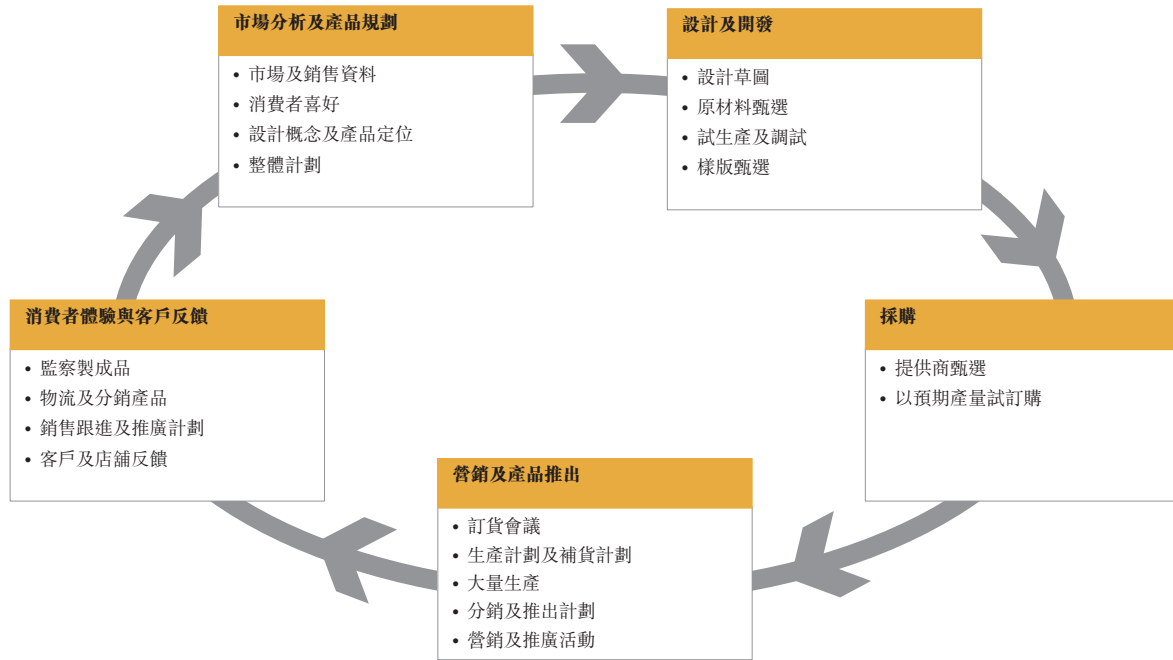 市場分析及產品規劃
• 市場及銷售資料
• 消費者喜好
• 設計概念及產品定位
• 整體計劃
設計及開發
• 設計草圖
• 原材料甄選
• 試生產及調試
• 樣版甄選
採購
• 提供商甄選
• 以預期產量試訂購
營銷及產品推出
• 訂貨會議
• 生產計劃及補貨計劃
• 大量生產
• 分銷及推出計劃
• 營銷及推廣活動
消費者體驗與客戶反饋
• 監察製成品
• 物流及分銷產品
• 銷售跟進及推廣計劃
• 客戶及店舖反饋